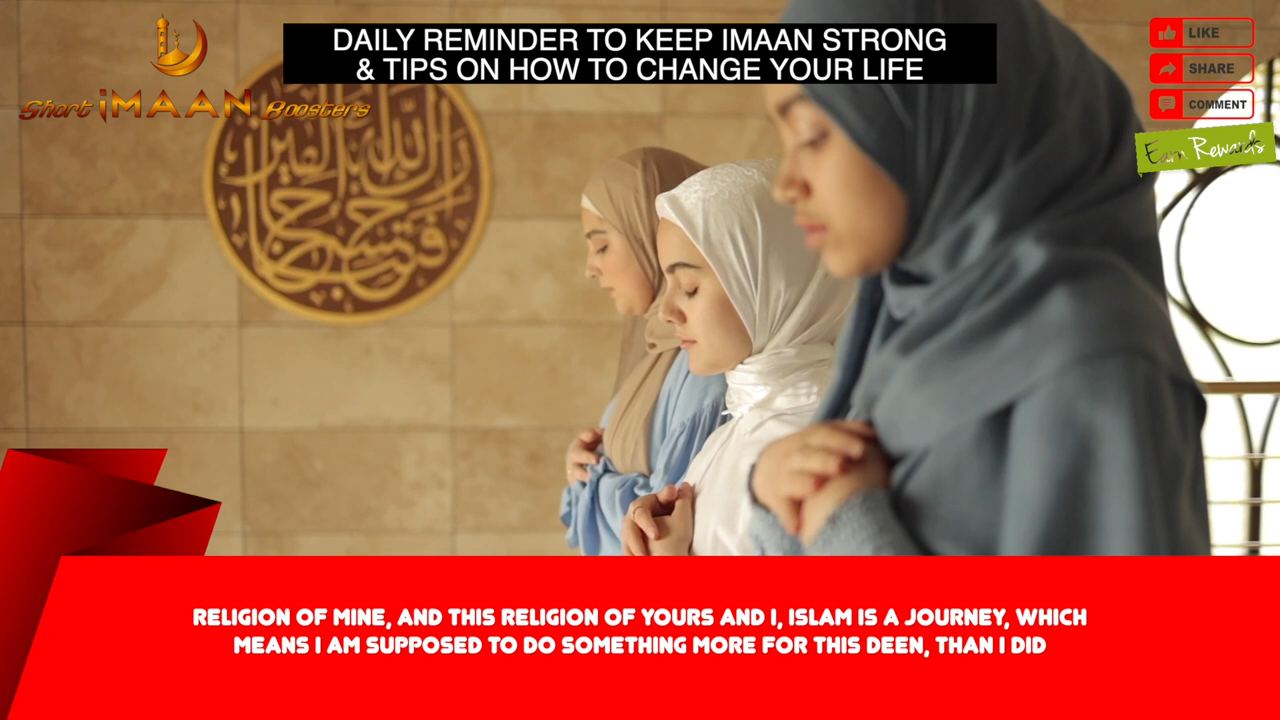 DAILY REMINDER TO KEEP IMAAN STRONG
& TIPS ON HOW TO CHANGE YOUR LIFE
Short iMAAN Boosters
LIKE
SHARE
COMMENT
Earn Rewards
RELIGION OF MINE, AND THIS RELIGION OF YOURS AND I, ISLAM IS A JOURNEY, WHICH
MEANS I AM SUPPOSED TO DO SOMETHING MORE FOR THIS DEEN, THAN I DID